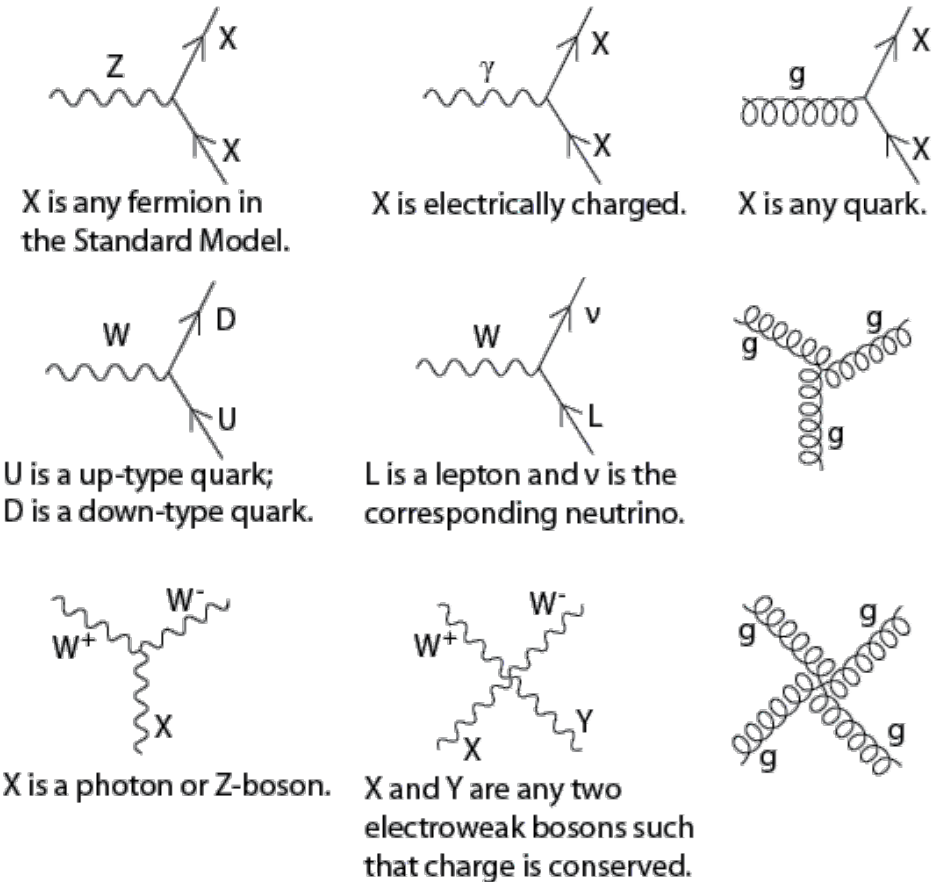 Z
X
X
X is any fermion in
the Standard Model.
γ
X
X
X is electrically charged.
g
X
X
X is any quark.
W
D
U
U is a up-type quark;
D is a down-type quark.
W
ν
L
L is a lepton and ν is the
corresponding neutrino.
g
g
g
W+
W-
X
X is a photon or Z-boson.
W+
W-
X
Y
X and Y are any two
electroweak bosons such
that charge is conserved.
g
g
g
g